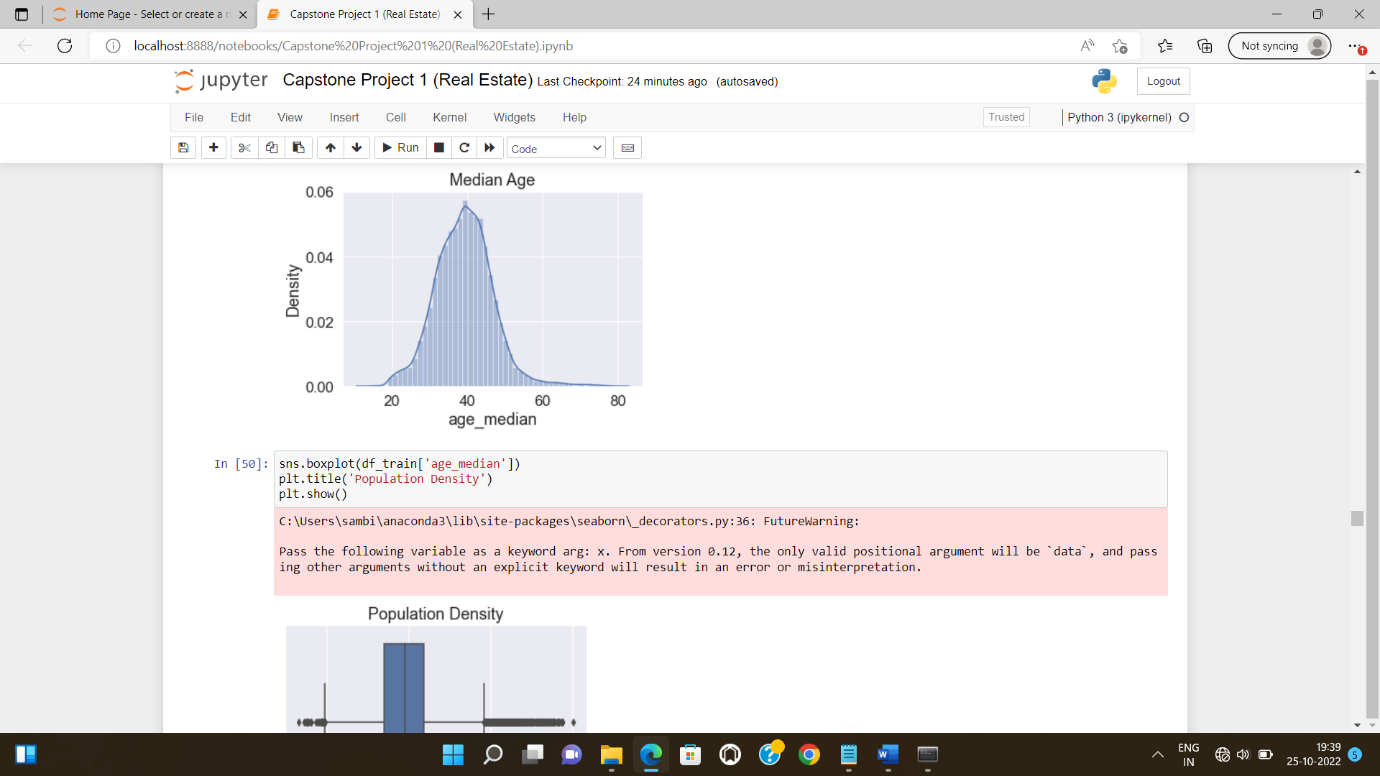 Home Page - Select or create a n
Capstone Project 1 (Real Estate)
localhost:8888/notebooks/Capstone%20Project%201%20(Real%20Estate).ipynb
Not syncing
jupyter Capstone Project 1 (Real Estate) Last Checkpoint: 24 minutes ago (autosaved)
Logout
File Edit View Insert Cell Kernel Widgets Help
Trusted
Python 3 (ipykernel)
Run
Code
Median Age
0.06
0.04
0.02
0.00
Density
20 40 60 80
age_median
In [50]:
sns.boxplot(df_train['age_median'])
plt.title('Population Density')
plt.show()
C:\Users\sambi\anaconda3\lib\site-packages\seaborn\_decorators.py:36: FutureWarning:
Pass the following variable as a keyword arg: x. From version 0.12, the only valid positional argument will be `data`, and pass
ing other arguments without an explicit keyword will result in an error or misinterpretation.
Population Density
ENG
IN
19:39
25-10-2022
5